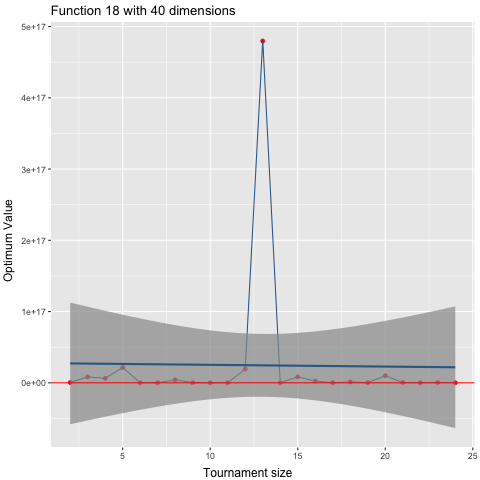 Function 18 with 40 dimensions
5e+17
4e+17
3e+17
2e+17
1e+17
0e+00
Optimum Value
5
10
15
20
25
Tournament size